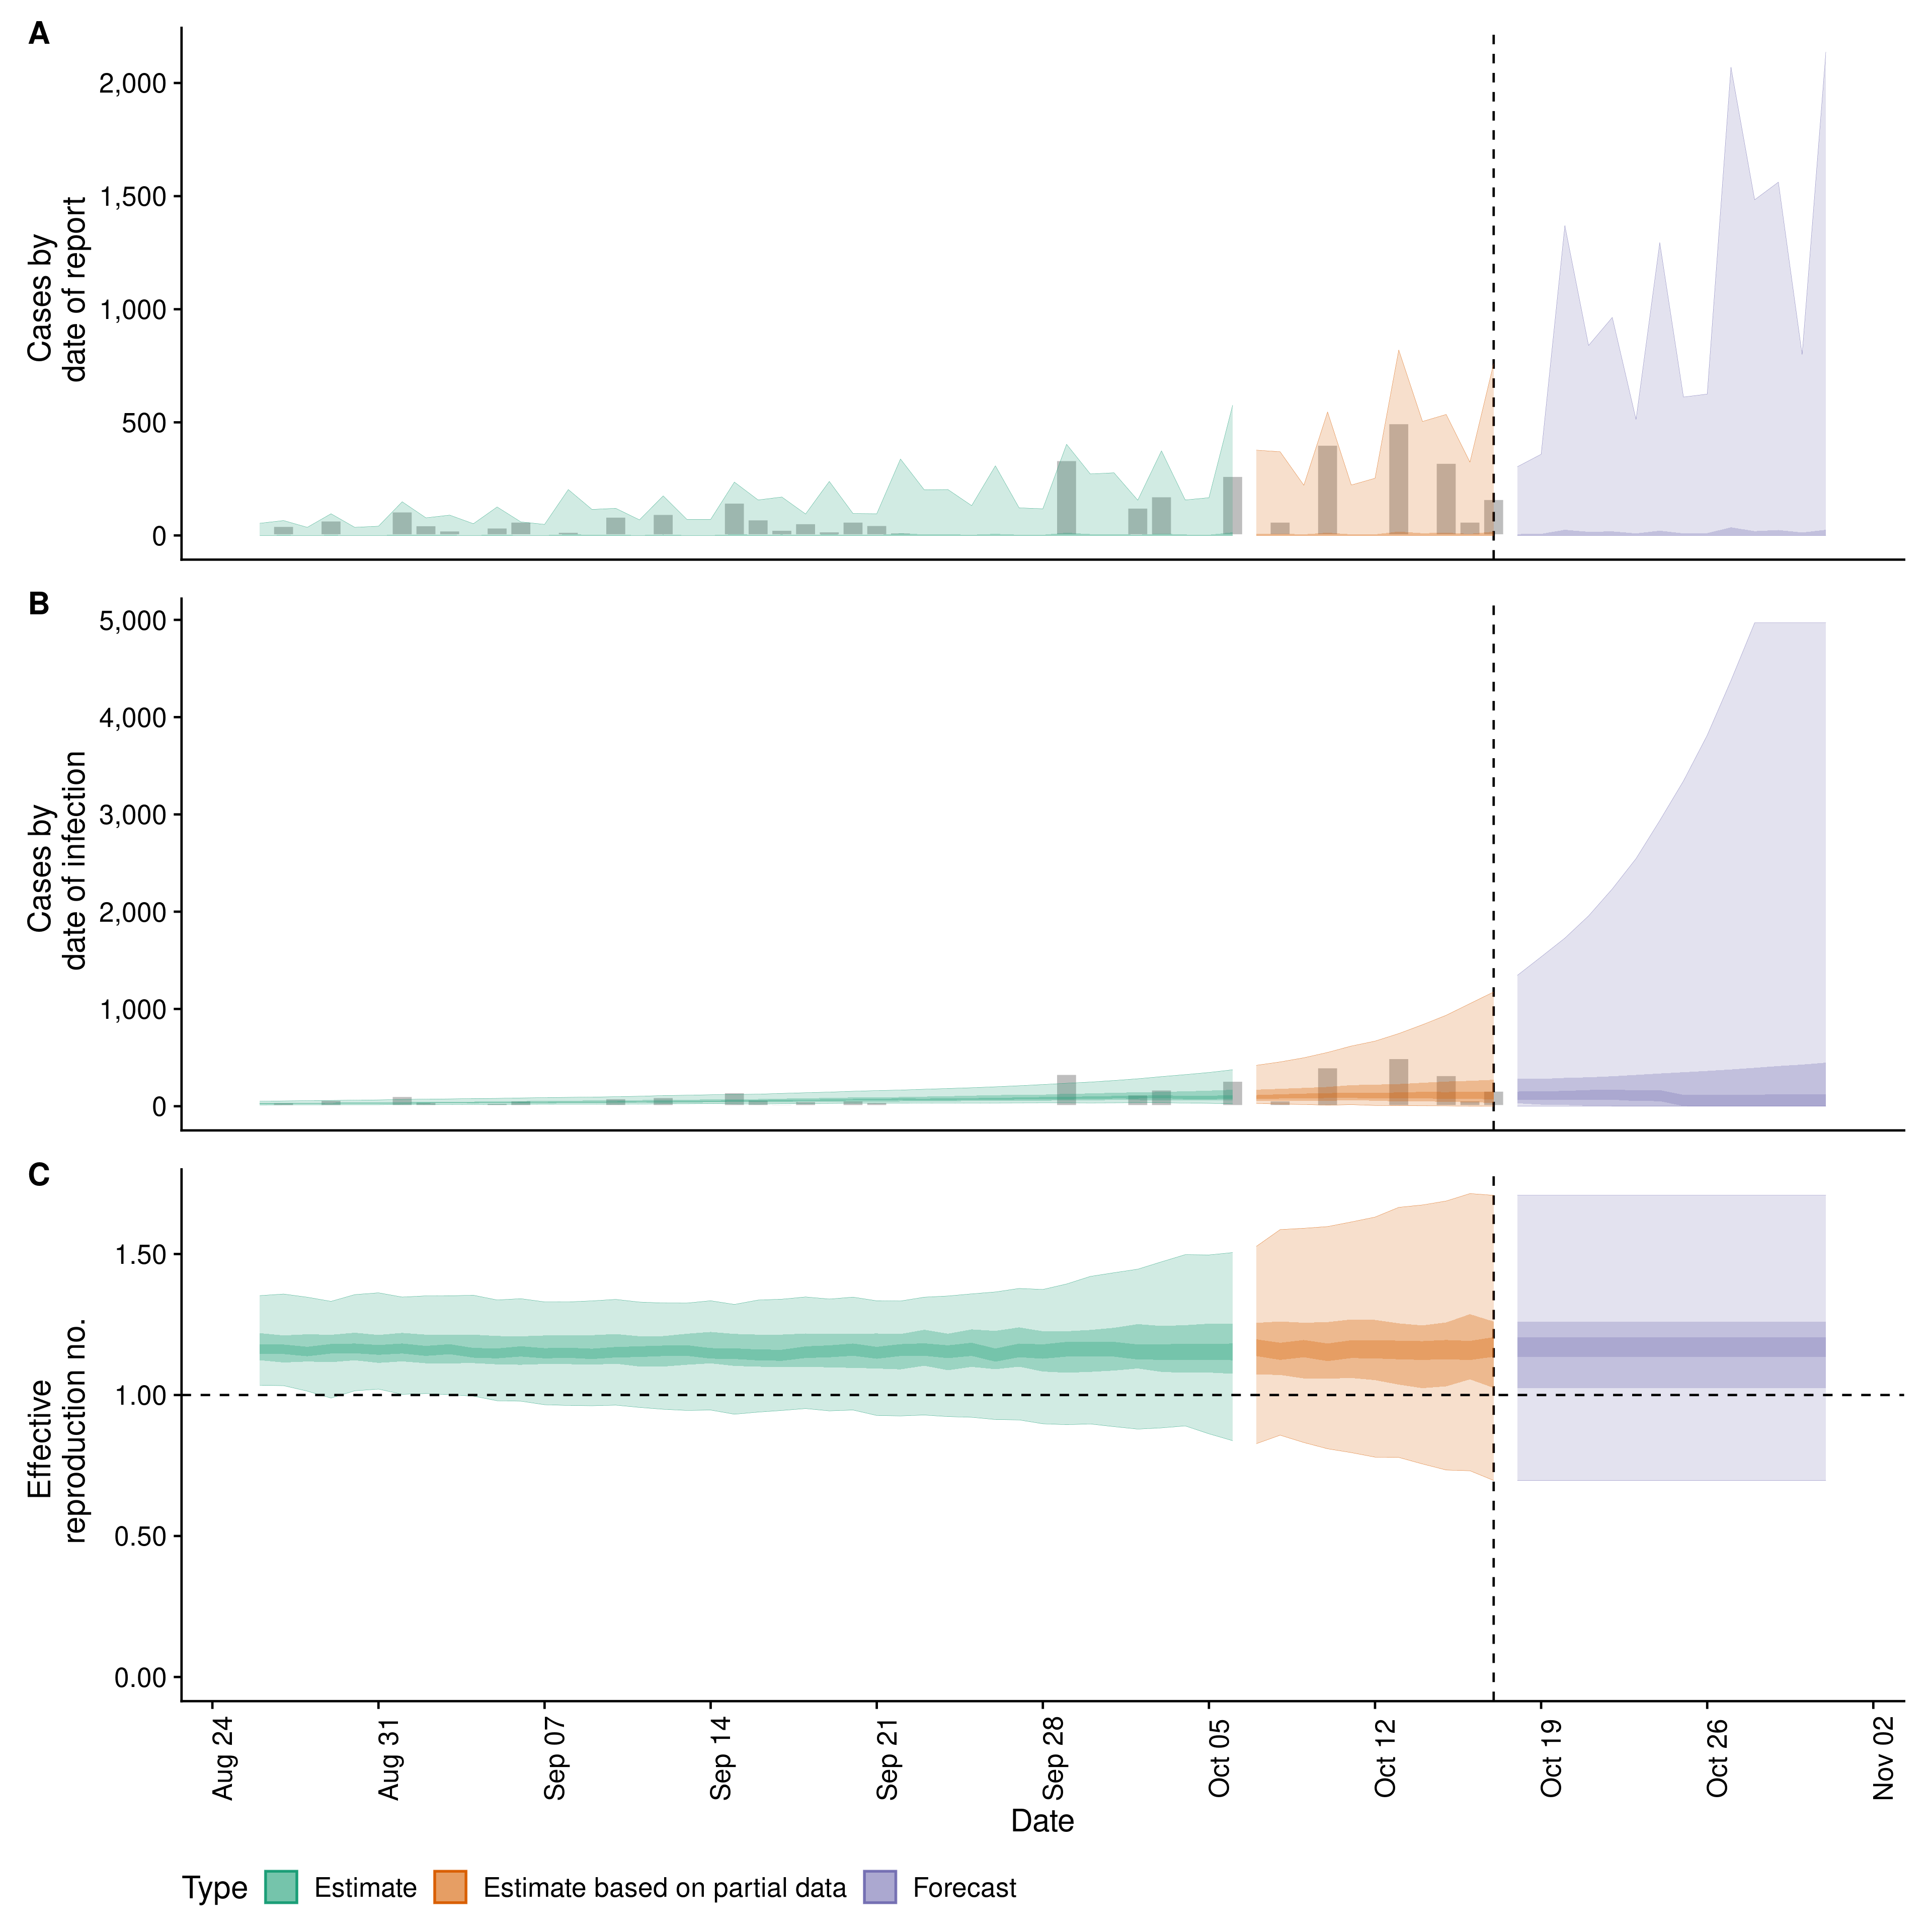 A
Cases by
date of report
2,000
1,500
1,000
500
0
B
Cases by
date of infection
5,000
4,000
3,000
2,000
1,000
0
C
Effective
reproduction no.
1.50
1.00
0.50
0.00
Aug 24
Aug 31
Sep 07
Sep 14
Sep 21
Sep 28
Oct 05
Oct 12
Oct 19
Oct 26
Nov 02
Date
Type Estimate Estimate based on partial data Forecast